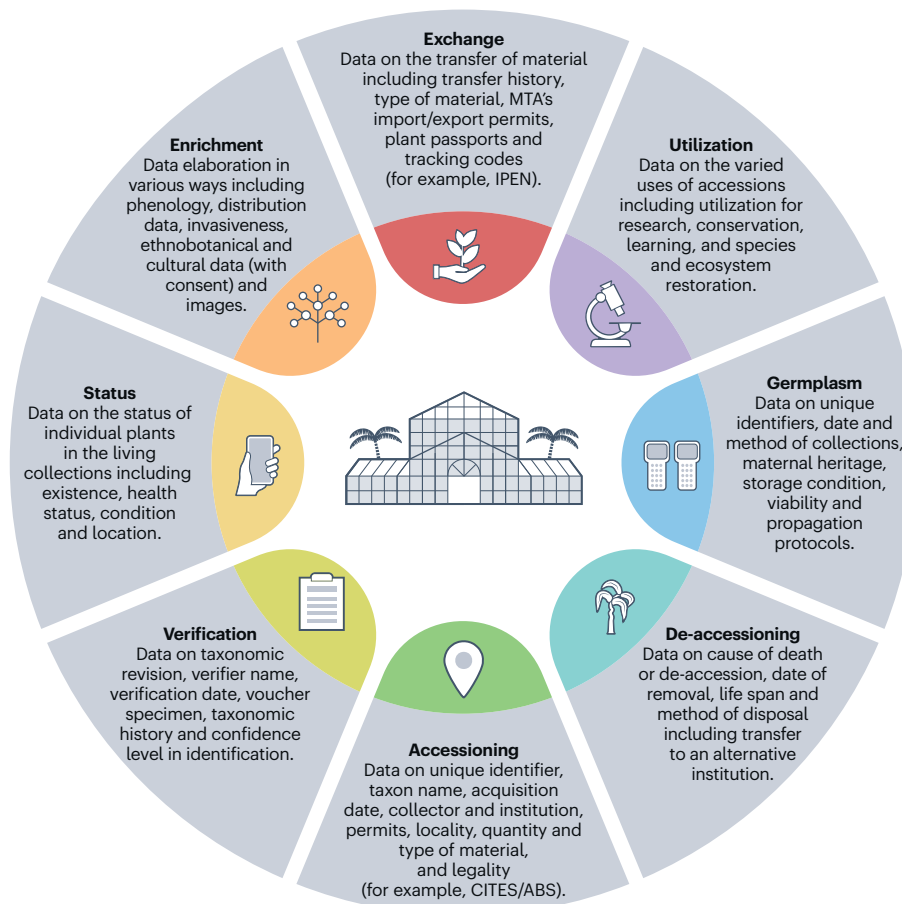 Exchange
Data on the transfer of material
including transfer history,
type of material, MTA's
import/export permits,
plant passports and
tracking codes
(for example, IPEN).
Utilization
Data on the varied
uses of accessions
including utilization for
research, conservation,
learning, and species
and ecosystem
restoration.
Germplasm
Data on unique
identifiers, date and
method of collections,
maternal heritage,
storage condition,
viability and
propagation
protocols.
De-accessioning
Data on cause of death
or de-accession, date of
removal, life span and
method of disposal
including transfer
to an alternative
institution.
Accessioning
Data on unique identifier,
taxon name, acquisition
date, collector and institution,
permits, locality, quantity and
type of material,
and legality
(for example, CITES/ABS).
Verification
Data on taxonomic
revision, verifier name,
verification date, voucher
specimen, taxonomic
history and confidence
level in identification.
Status
Data on the status of
individual plants
in the living
collections including
existence, health
status, condition
and location.
Enrichment
Data elaboration in
various ways including
phenology, distribution
data, invasiveness,
ethnobotanical and
cultural data (with
consent) and
images.